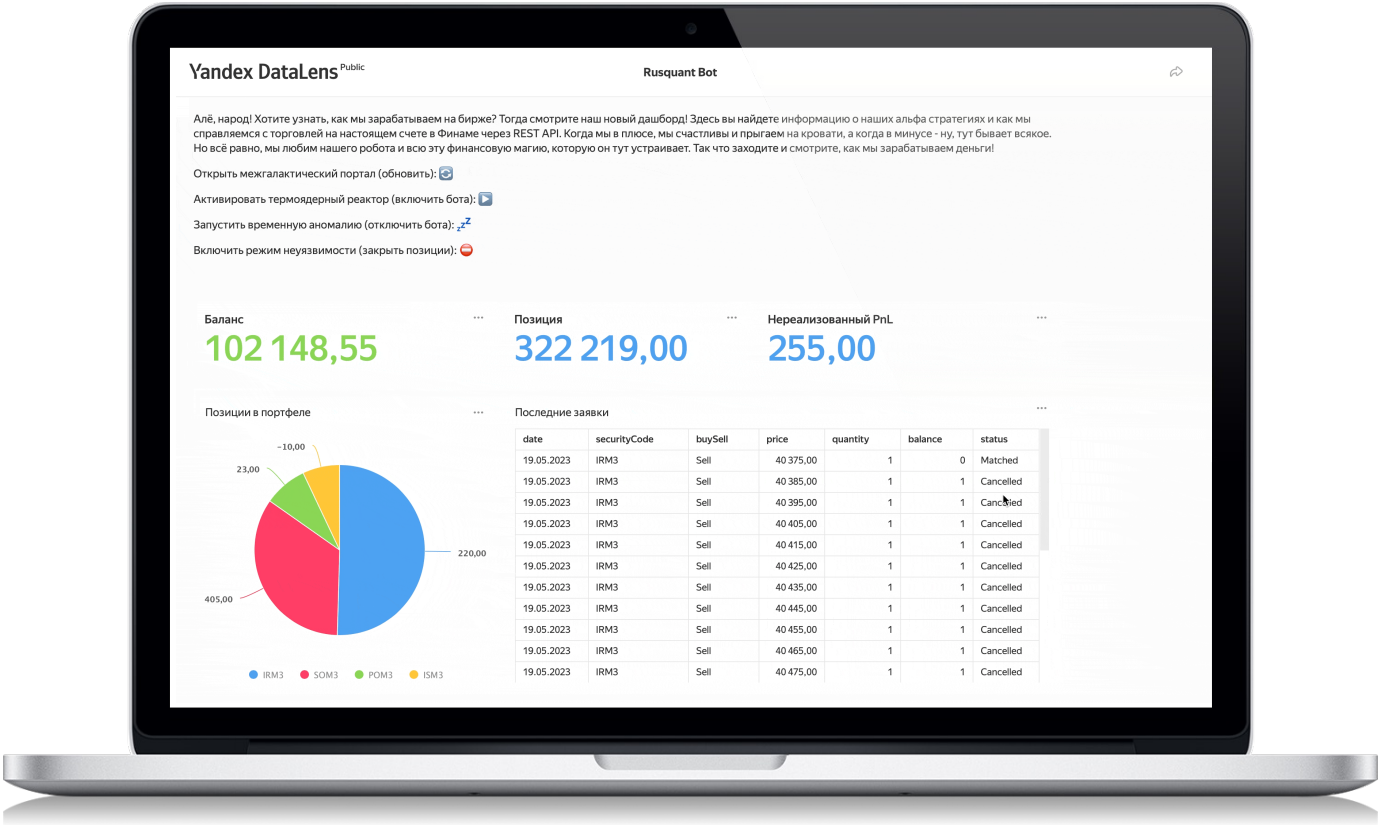 Yandex DataLens Public
Rusquant Bot
Алё, народ! Хотите узнать, как мы зарабатываем на бирже? Тогда смотрите наш новый дашборд! Здесь вы найдете информацию о наших альфа стратегиях и как мы
справляемся с торговлей на настоящем счете в Финаме через REST API. Когда мы в плюсе, мы счастливы и прыгаем на кровати, а когда в минусе - ну, тут бывает всякое.
Но всё равно, мы любим нашего робота и всю эту финансовую магию, которую он тут устраивает. Так что заходите и смотрите, как мы зарабатываем деньги!
Открыть межгалактический портал (обновить):
Активировать термоядерный реактор (включить бота):
Запустить временную аномалию (отключить бота): zzZ
Включить режим неуязвимости (закрыть позиции):
Баланс
102 148,55
Позиция
322 219,00
Нереализованный PnL
255,00
Позиции в портфеле
−10,00
23,00
220,00
405,00
IRM3 SOM3 POM3 ISM3
Последние заявки
date securityCode buySell price quantity balance status
19.05.2023 IRM3 Sell 40 375,00 1 0 Matched
19.05.2023 IRM3 Sell 40 385,00 1 1 Cancelled
19.05.2023 IRM3 Sell 40 395,00 1 1 Cancelled
19.05.2023 IRM3 Sell 40 405,00 1 1 Cancelled
19.05.2023 IRM3 Sell 40 415,00 1 1 Cancelled
19.05.2023 IRM3 Sell 40 425,00 1 1 Cancelled
19.05.2023 IRM3 Sell 40 435,00 1 1 Cancelled
19.05.2023 IRM3 Sell 40 445,00 1 1 Cancelled
19.05.2023 IRM3 Sell 40 455,00 1 1 Cancelled
19.05.2023 IRM3 Sell 40 465,00 1 1 Cancelled
19.05.2023 IRM3 Sell 40 475,00 1 1 Cancelled